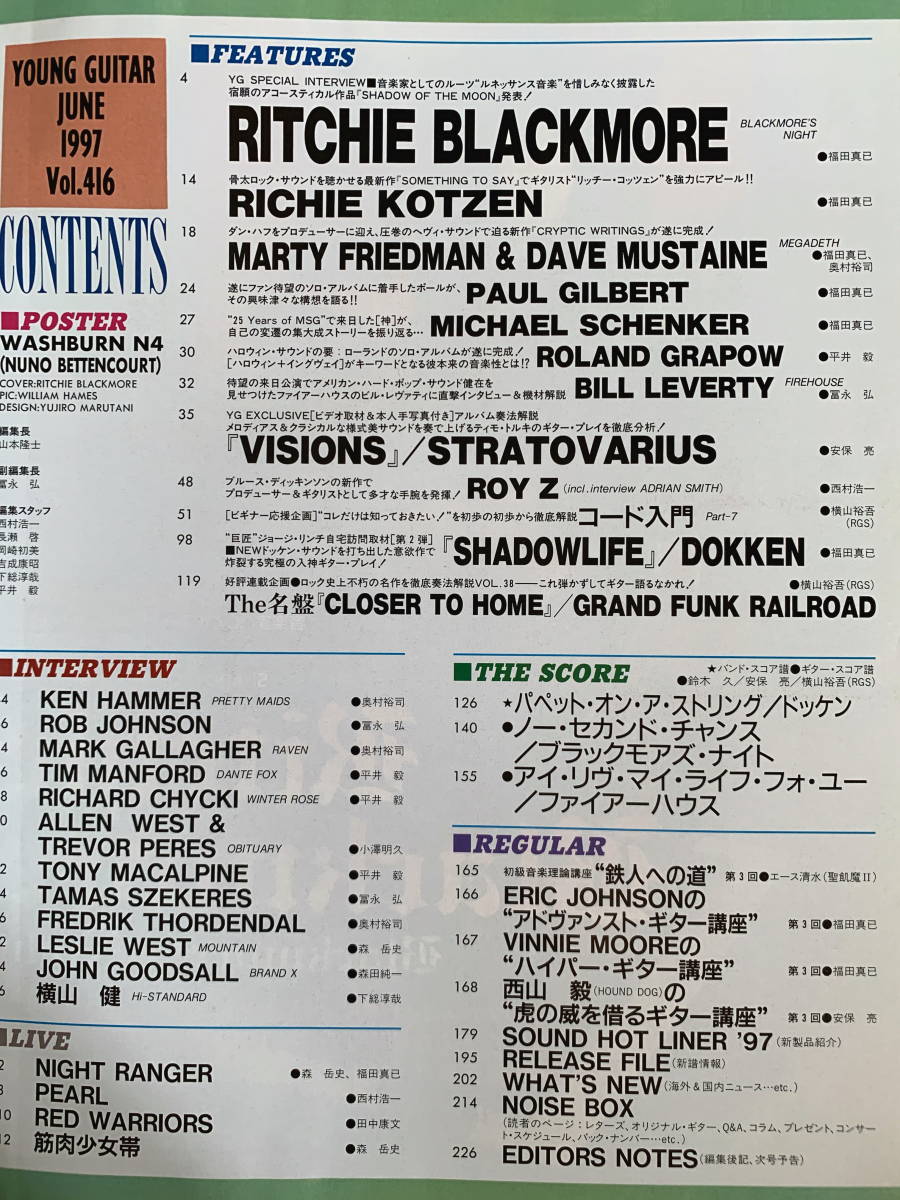 YOUNG GUITAR
JUNE
1997
Vol.416
CONTENTS
■POSTER
WASHBURN N4
(NUNO BETTENCOURT)
COVER:RITCHIE BLACKMORE
PIC:WILLIAM HAMES
DESIGN:YUJIRO MARUTANI
編集長
山本隆士
副編集長
冨永 弘
編集スタッフ
西村浩一
長瀬 啓
岡崎初美
吉成康昭
下総淳哉
平井 毅
■FEATURES
4 YG SPECIAL INTERVIEW■音楽家としてのルーツ“ルネッサンス音楽”を惜しみなく披露した
宿願のアコースティカル作品『SHADOW OF THE MOON』発表!
RITCHIE BLACKMORE BLACKMORE'S NIGHT ●福田真已
14 骨太ロック・サウンドを聴かせる最新作『SOMETHING TO SAY』でギタリスト“リッチー・コッツェン”を強力にアピール!!
RICHIE KOTZEN ●福田真已
18 ダン・ハフをプロデューサーに迎え、圧巻のヘヴィ・サウンドで迫る新作『CRYPTIC WRITINGS』が遂に完成!
MARTY FRIEDMAN & DAVE MUSTAINE MEGADETH ●福田真已、奥村裕司
24 遂にファン待望のソロ・アルバムに着手したポールが、
その興味津々な構想を語る!! PAUL GILBERT ●福田真已
27 “25 Years of MSG”で来日した[神]が、
自己の変遷の集大成ストーリーを振り返る… MICHAEL SCHENKER ●福田真已
30 ハロウィン・サウンドの要:ローランドのソロ・アルバムが遂に完成!
[ハロウィン+イングヴェイ]がキーワードとなる彼本来の音楽性とは!? ROLAND GRAPOW ●平井 毅
32 待望の来日公演でアメリカン・ハード・ポップ・サウンド健在を
見せつけたファイアーハウスのビル・レヴァティに直撃インタビュー&機材解説 BILL LEVERTY FIREHOUSE ●冨永 弘
35 YG EXCLUSIVE[ビデオ取材&本人手写真付き]アルバム奏法解説
メロディアス&クラシカルな様式美サウンドを奏で上げるティモ・トルキのギター・プレイを徹底分析!
『VISIONS』/STRATOVARIUS ●安保 亮
48 ブルース・ディッキンソンの新作で
プロデューサー&ギタリストとして多才な手腕を発揮! ROY Z (incl.interview ADRIAN SMITH) ●西村浩一
51 [ビギナー応援企画]“コレだけは知っておきたい!”を初歩の初歩から徹底解説 コード入門 Part-7 ●横山裕吾(RGS)
98 “巨匠”ジョージ・リンチ自宅訪問取材[第2弾]
■NEWドッケン・サウンドを打ち出した意欲作で
炸裂する究極の入神ギター・プレイ! 『SHADOWLIFE』/DOKKEN ●福田真已
119 好評連載企画●ロック史上不朽の名作を徹底奏法解説VOL.38――これ弾かずしてギター語るなかれ! ●横山裕吾(RGS)
The名盤『CLOSER TO HOME』/GRAND FUNK RAILROAD
■INTERVIEW
KEN HAMMER PRETTY MAIDS ●奥村裕司
ROB JOHNSON ●冨永 弘
MARK GALLAGHER RAVEN ●奥村裕司
TIM MANFORD DANTE FOX ●平井 毅
RICHARD CHYCKI WINTER ROSE ●平井 毅
ALLEN WEST &
TREVOR PERES OBITUARY ●小澤明久
TONY MACALPINE ●平井 毅
TAMAS SZEKERES ●冨永 弘
FREDRIK THORDENDAL ●奥村裕司
LESLIE WEST MOUNTAIN ●森 岳史
JOHN GOODSALL BRAND X ●森田純一
横山 健 Hi-STANDARD ●下総淳哉
■LIVE
NIGHT RANGER ●森 岳史、福田真已
PEARL ●西村浩一
RED WARRIORS ●田中康文
筋肉少女帯 ●森 岳史
■THE SCORE ★バンド・スコア譜●ギター・スコア譜
●鈴木 久/安保 亮/横山裕吾(RGS)
126 ★パペット・オン・ア・ストリング/ドッケン
140 ●ノー・セカンド・チャンス
/ブラックモアズ・ナイト
155 ●アイ・リヴ・マイ・ライフ・フォ・ユー
/ファイアーハウス
■REGULAR
165 初級音楽理論講座“鉄人への道” 第3回●エース清水(聖飢魔II)
166 ERIC JOHNSONの
“アドヴァンスト・ギター講座” 第3回●福田真已
167 VINNIE MOOREの
“ハイパー・ギター講座” 第3回●福田真已
168 西山 毅(HOUND DOG)の
“虎の威を借るギター講座” 第3回●安保 亮
179 SOUND HOT LINER '97(新製品紹介)
195 RELEASE FILE(新譜情報)
202 WHAT'S NEW(海外&国内ニュース…etc.)
214 NOISE BOX
(読者のページ:レターズ、オリジナル・ギター、Q&A、コラム、プレゼント、コンサー
ト・スケジュール、バック・ナンバー…etc.)
226 EDITORS NOTES(編集後記、次号予告)